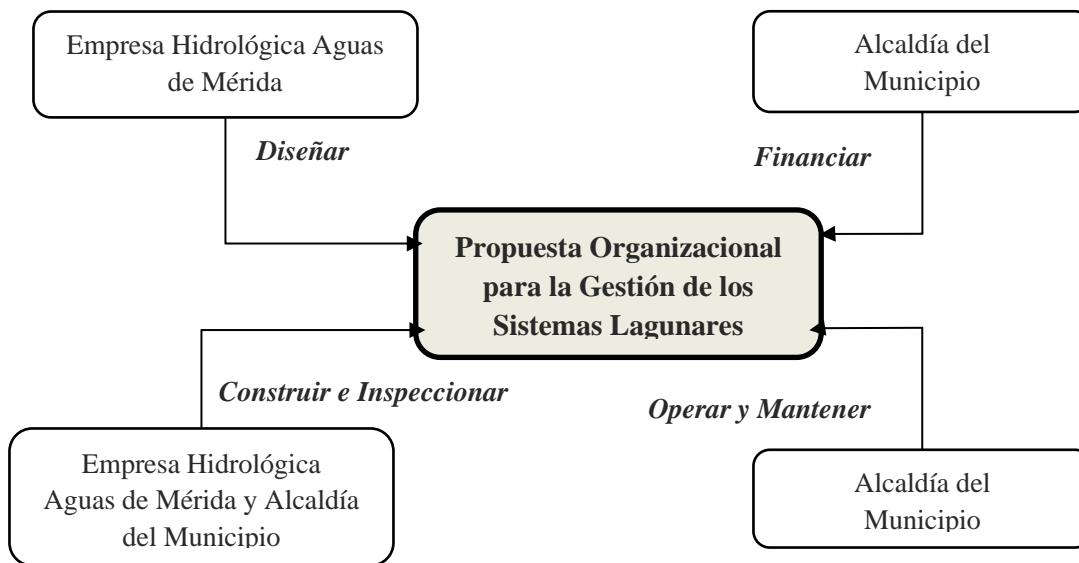 Empresa Hidrológica Aguas
de Mérida
Alcaldía del
Municipio
Diseñar
Financiar
Propuesta Organizacional
para la Gestión de los
Sistemas Lagunares
Construir e Inspeccionar
Operar y Mantener
Empresa Hidrológica
Aguas de Mérida y Alcaldía
del Municipio
Alcaldía del
Municipio